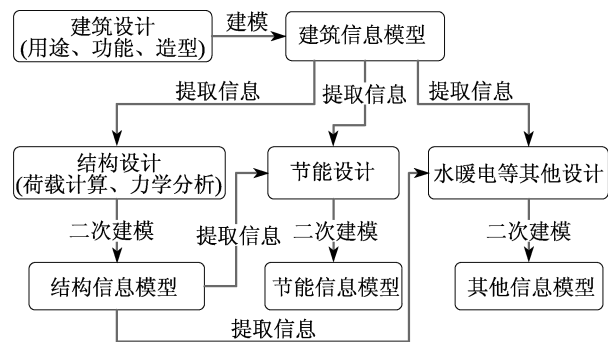 建筑设计
(用途、功能、造型)
建模
建筑信息模型
提取信息
提取信息
提取信息
结构设计
(荷载计算、力学分析)
节能设计
水暖电等其他设计
二次建模
提取信息
二次建模
二次建模
结构信息模型
节能信息模型
其他信息模型
提取信息